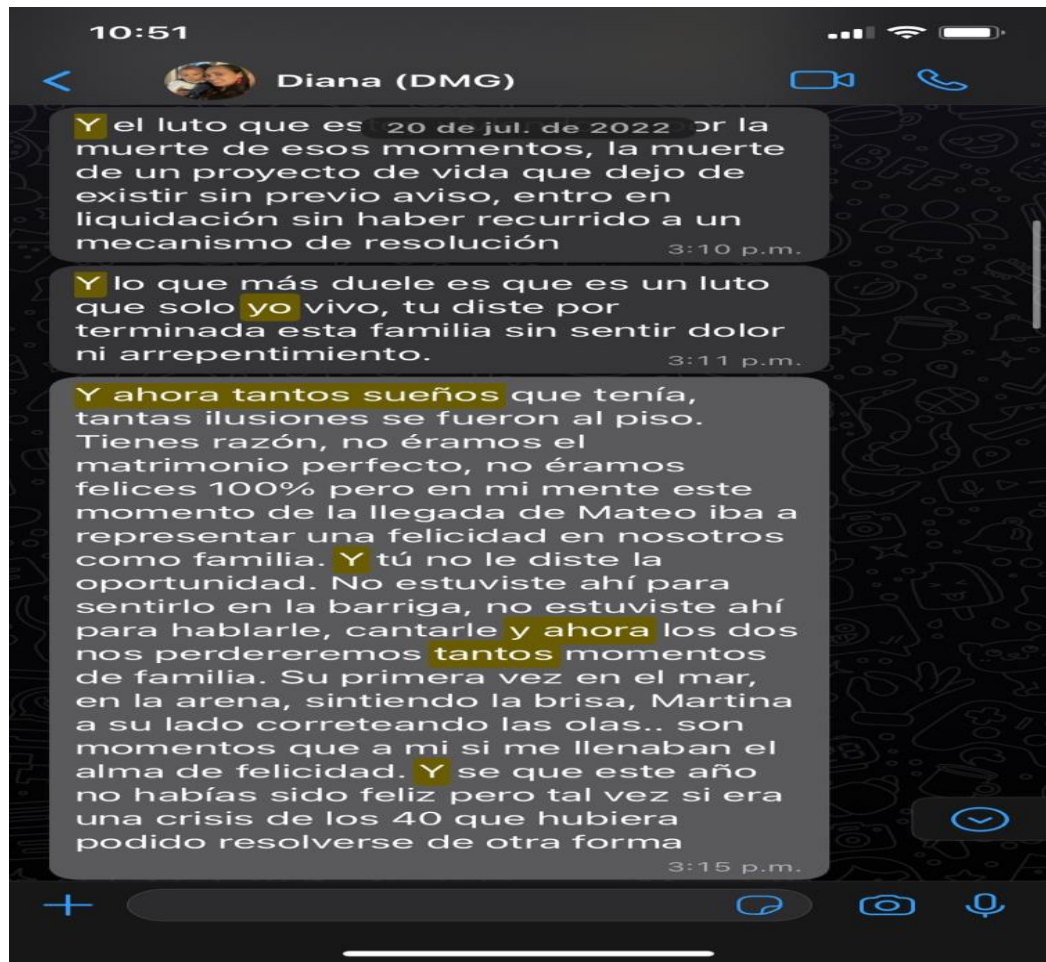 10:51
Diana (DMG)
20 de jul. de 2022
Y el luto que es or la
muerte de esos momentos, la muerte
de un proyecto de vida que dejo de
existir sin previo aviso, entro en
liquidación sin haber recurrido a un
mecanismo de resolución
3:10 p.m.
Y lo que más duele es que es un luto
que solo yo vivo, tu diste por
terminada esta familia sin sentir dolor
ni arrepentimiento.
3:11 p.m.
Y ahora tantos sueños que tenía,
tantas ilusiones se fueron al piso.
Tienes razón, no éramos el
matrimonio perfecto, no éramos
felices 100% pero en mi mente este
momento de la llegada de Mateo iba a
representar una felicidad en nosotros
como familia. Y tú no le diste la
oportunidad. No estuviste ahí para
sentirlo en la barriga, no estuviste ahí
para hablarle, cantarle y ahora los dos
nos perdereremos tantos momentos
de familia. Su primera vez en el mar,
en la arena, sintiendo la brisa, Martina
a su lado correteando las olas.. son
momentos que a mi si me llenaban el
alma de felicidad. Y se que este año
no habías sido feliz pero tal vez si era
una crisis de los 40 que hubiera
podido resolverse de otra forma
3:15 p.m.